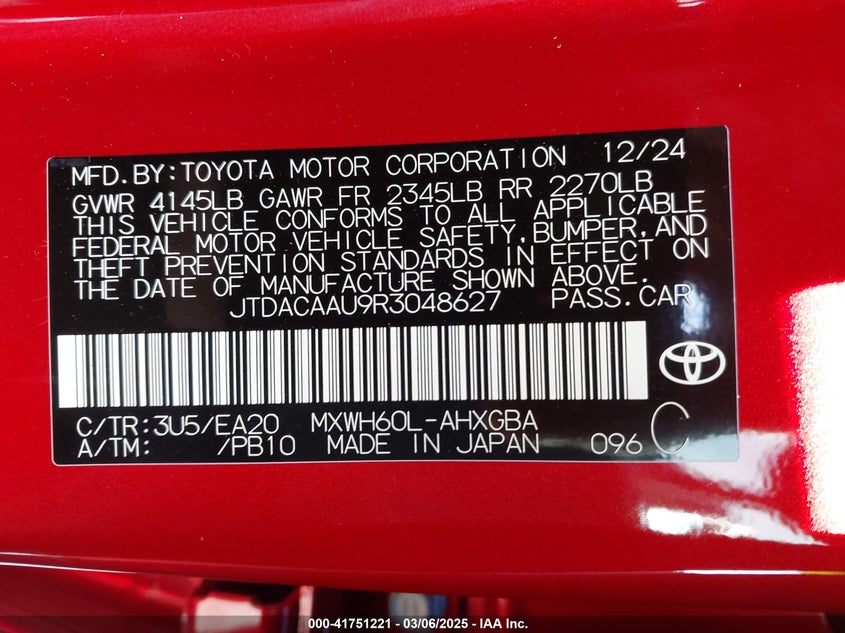 MFD.BY:TOYOTA MOTOR CORPORATION 12/24
GVWR 4145LB GAWR FR 2345LB RR 2270LB
THIS VEHICLE CONFORMS TO ALL APPLICABLE
FEDERAL MOTOR VEHICLE SAFETY,BUMPER,AND
THEFT PREVENTION STANDARDS IN EFFECT ON
THE DATE OF MANUFACTURE SHOWN ABOVE.
JTDACAAU9R3048627 PASS.CAR
C/TR:3U5/EA20 MXWH60L-AHXGBA
A/TM: /PB10 MADE IN JAPAN 096 C
000-41751221 - 03/06/2025 - IAA Inc.